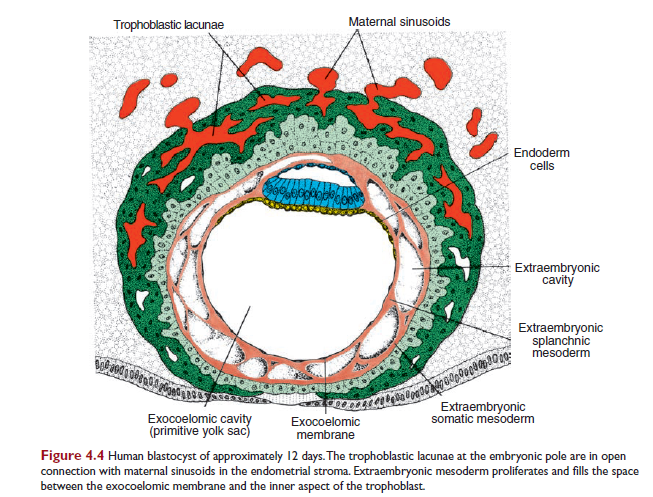 Trophoblastic lacunae
Maternal sinusoids
Endoderm
cells
Extraembryonic
cavity
Extraembryonic
splanchnic
mesoderm
Extraembryonic
somatic mesoderm
Exocoelomic cavity
(primitive yolk sac)
Exocoelomic
membrane
Figure 4.4 Human blastocyst of approximately 12 days. The trophoblastic lacunae at the embryonic pole are in open
connection with maternal sinusoids in the endometrial stroma. Extraembryonic mesoderm proliferates and fills the space
between the exocoelomic membrane and the inner aspect of the trophoblast.